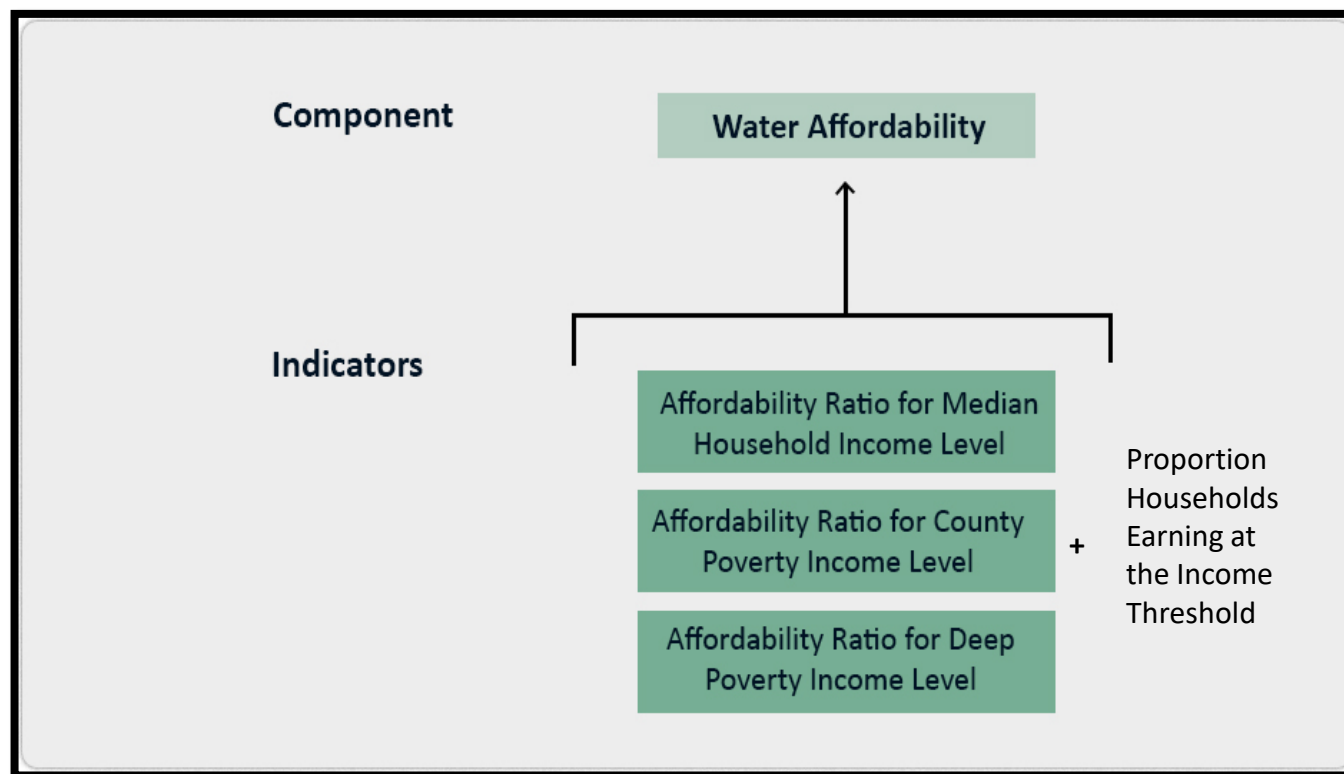 Component
Water Affordability
Indicators
Affordability Ratio for Median
Household Income Level
Affordability Ratio for County
Poverty Income Level
Affordability Ratio for Deep
Poverty Income Level
+
Proportion
Households
Earning at
the Income
Threshold